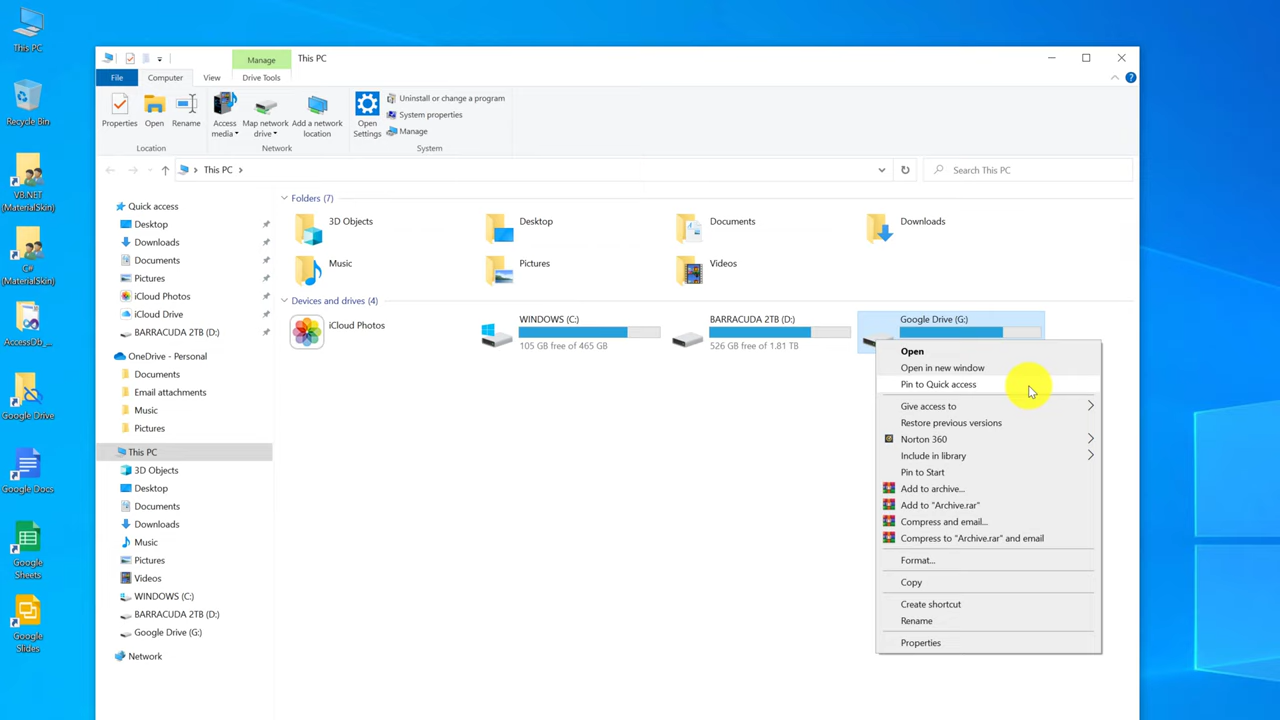 This PC
Recycle Bin
VB.NET
(MaterialSkin)
C#
(MaterialSkin)
AccessDb_...
Google Drive
Google Docs
Google
Sheets
Google
Slides
Manage
This PC
File
Computer
View
Drive Tools
Properties
Open
Rename
Location
Access
media
Map network
drive
Add a network
location
Network
Open
Settings
Uninstall or change a program
System properties
Manage
System
This PC
Search This PC
Quick access
Desktop
Downloads
Documents
Pictures
iCloud Photos
iCloud Drive
BARRACUDA 2TB (D:)
OneDrive - Personal
Documents
Email attachments
Music
Pictures
This PC
3D Objects
Desktop
Documents
Downloads
Music
Pictures
Videos
WINDOWS (C:)
BARRACUDA 2TB (D:)
Google Drive (G:)
Network
Folders (7)
3D Objects
Desktop
Documents
Downloads
Music
Pictures
Videos
Devices and drives (4)
iCloud Photos
WINDOWS (C:)
105 GB free of 465 GB
BARRACUDA 2TB (D:)
526 GB free of 1.81 TB
Google Drive (G:)
Open
Open in new window
Pin to Quick access
Give access to
Restore previous versions
Norton 360
Include in library
Pin to Start
Add to archive...
Add to "Archive.rar"
Compress and email...
Compress to "Archive.rar" and email
Format...
Copy
Create shortcut
Rename
Properties